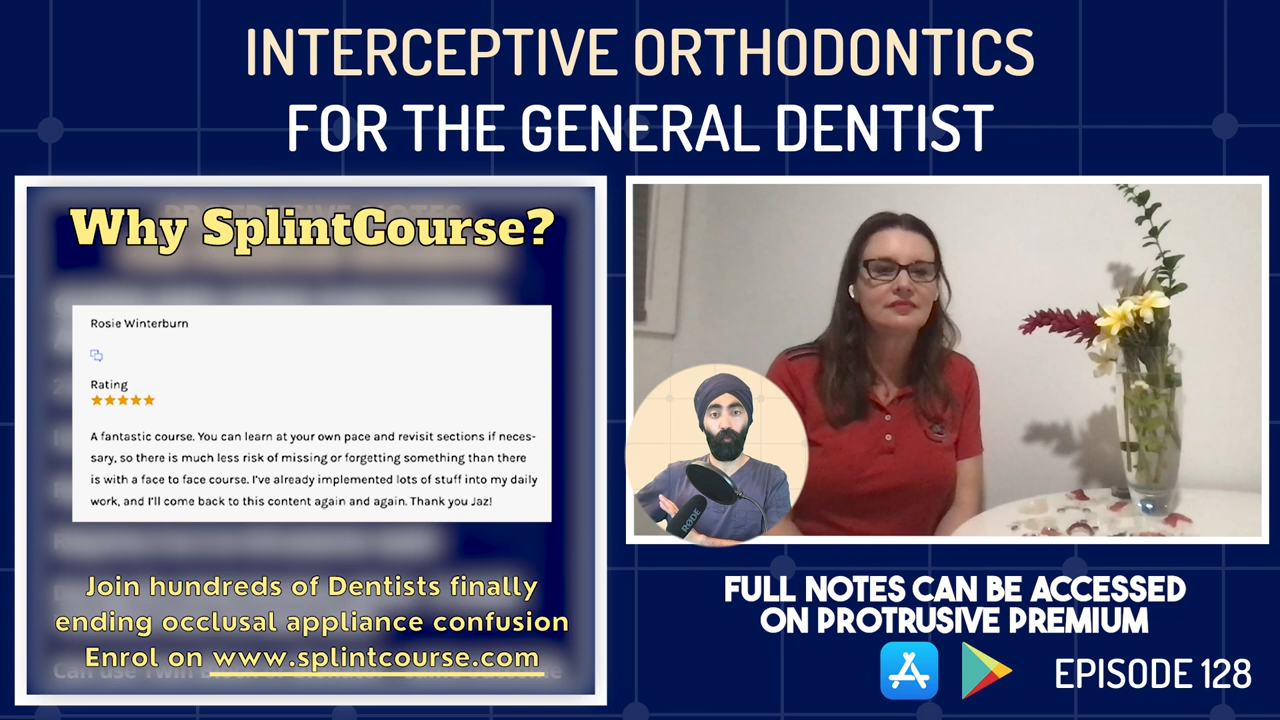 INTERCEPTIVE ORTHODONTICS
FOR THE GENERAL DENTIST
Why SplintCourse?
Rosie Winterburn
Rating
A fantastic course. You can learn at your own pace and revisit sections if neces-
sary, so there is much less risk of missing or forgetting something than there
is with a face to face course. I've already implemented lots of stuff into my daily
work, and I'll come back to this content again and again. Thank you Jaz!
Join hundreds of Dentists finally
ending occlusal appliance confusion
Enrol on www.splintcourse.com
RØDE
FULL NOTES CAN BE ACCESSED
ON PROTRUSIVE PREMIUM
EPISODE 128